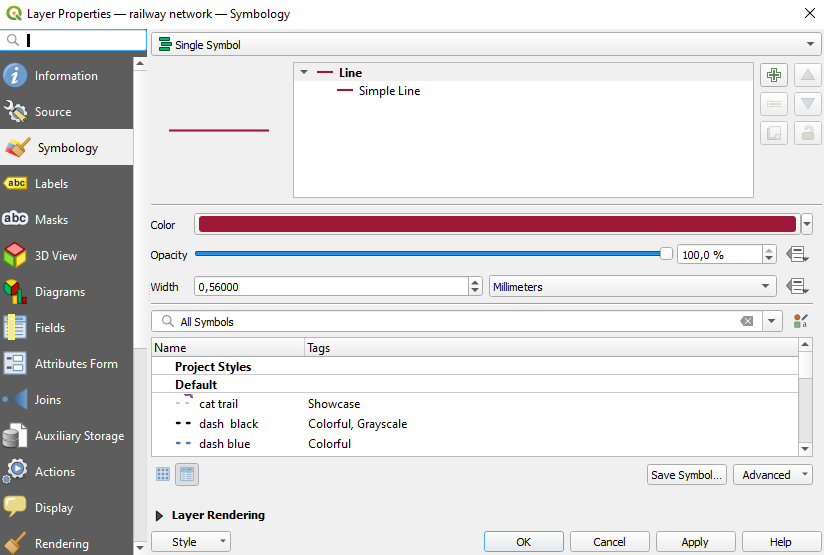 Layer Properties — railway network — Symbology
Single Symbol
Information
Source
Symbology
abc Labels
abc Masks
3D View
Diagrams
Fields
Attributes Form
Joins
Auxiliary Storage
Actions
Display
Rendering
Line
Simple Line
Color
Opacity 100,0 %
Width 0,56000 Millimeters
All Symbols
Name Tags
Project Styles
Default
cat trail Showcase
dash black Colorful, Grayscale
dash blue Colorful
Save Symbol... Advanced
Layer Rendering
Style OK Cancel Apply Help